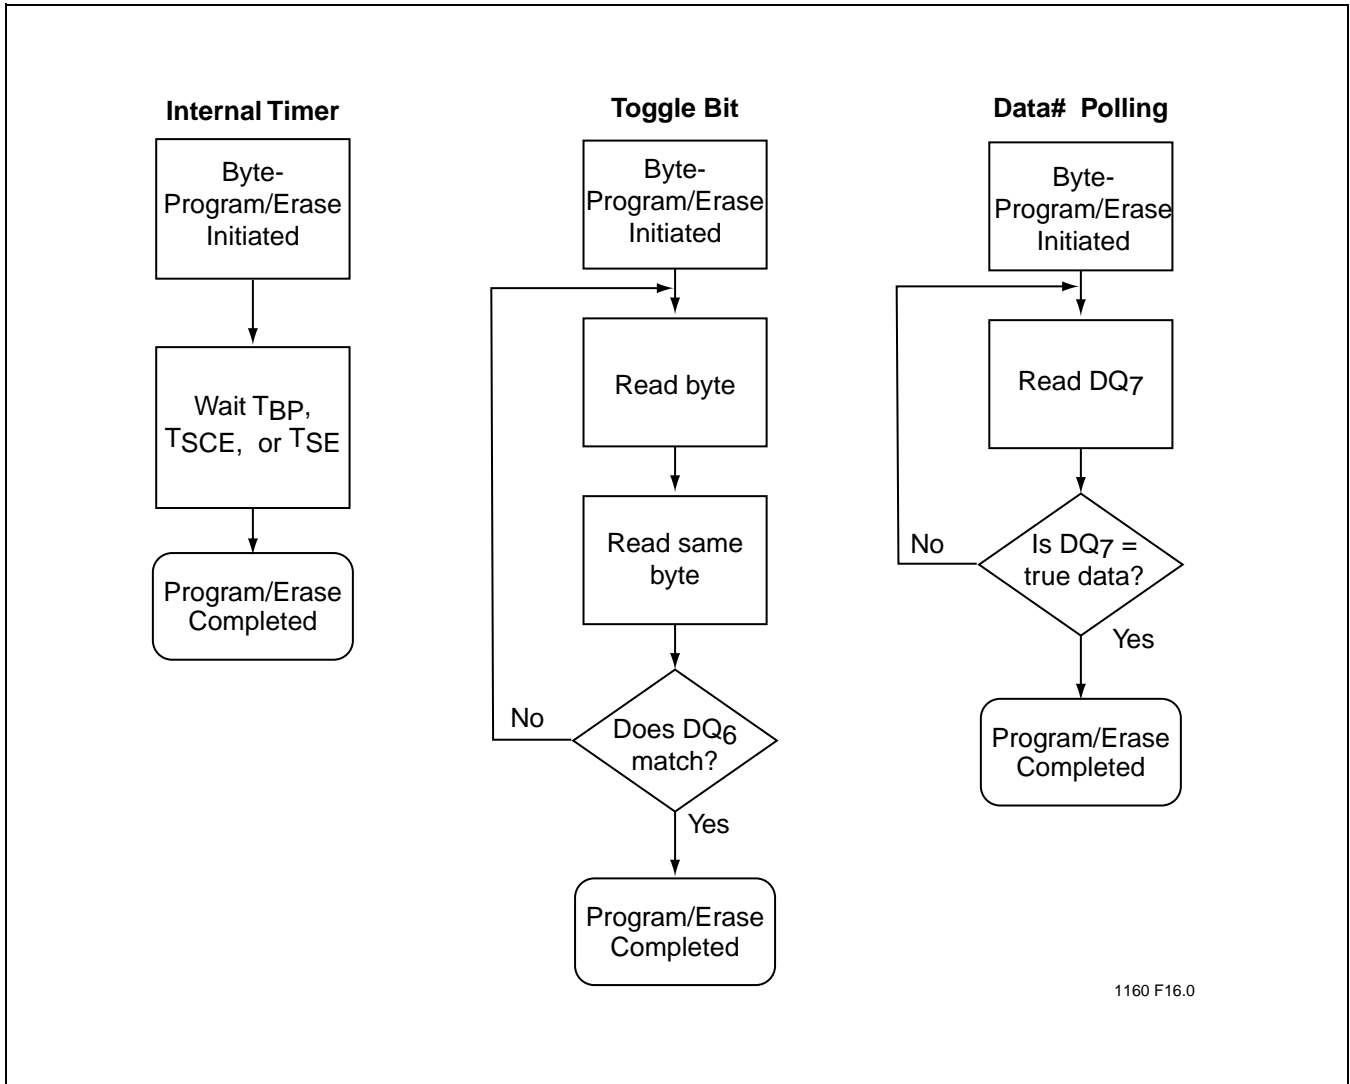 Internal Timer
Byte-
Program/Erase
Initiated
Wait TBP,
TSCE, or TSE
Program/Erase
Completed
Toggle Bit
Byte-
Program/Erase
Initiated
Read byte
Read same
byte
No
Does DQ6
match?
Yes
Program/Erase
Completed
Data# Polling
Byte-
Program/Erase
Initiated
Read DQ7
No
Is DQ7 =
true data?
Yes
Program/Erase
Completed
1160 F16.0